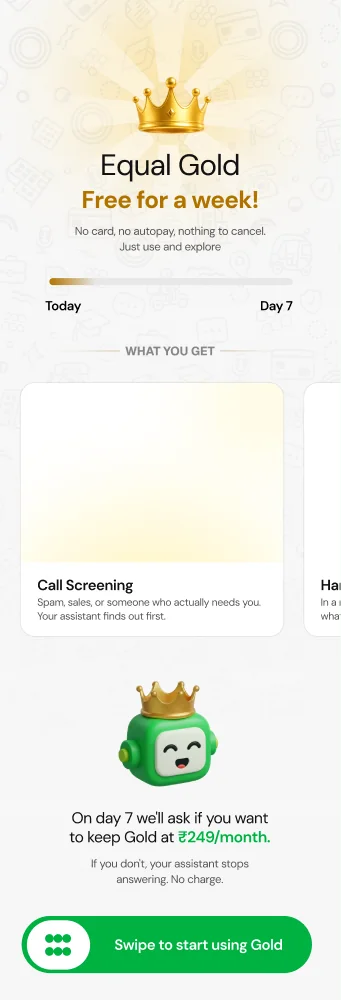 Equal Gold
Free for a week!
No card, no autopay, nothing to cancel.
Just use and explore
Today
Day 7
WHAT YOU GET
Call Screening
Spam, sales, or someone who actually needs you.
Your assistant finds out first.
On day 7 we'll ask if you want
to keep Gold at ₹249/month.
If you don't, your assistant stops
answering. No charge.
Swipe to start using Gold